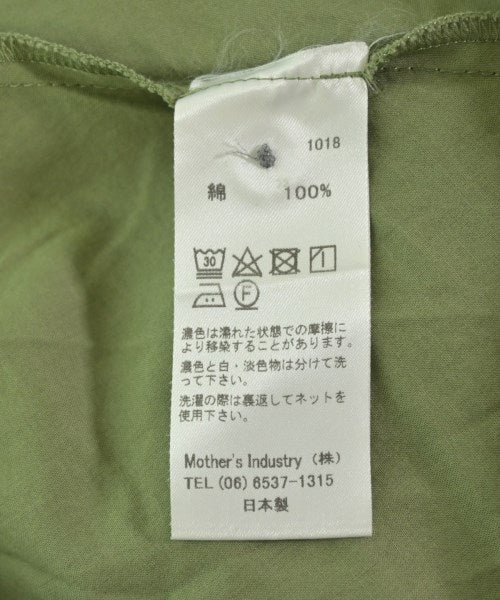 1018
綿 100%
30
F
濃色は濡れた状態での摩擦に
より移染することがあります。
濃色と白・淡色物は分けて洗
って下さい。
洗濯の際は裏返してネットを
使用下さい。
Mother's Industry (株)
TEL (06) 6537-1315
日本製